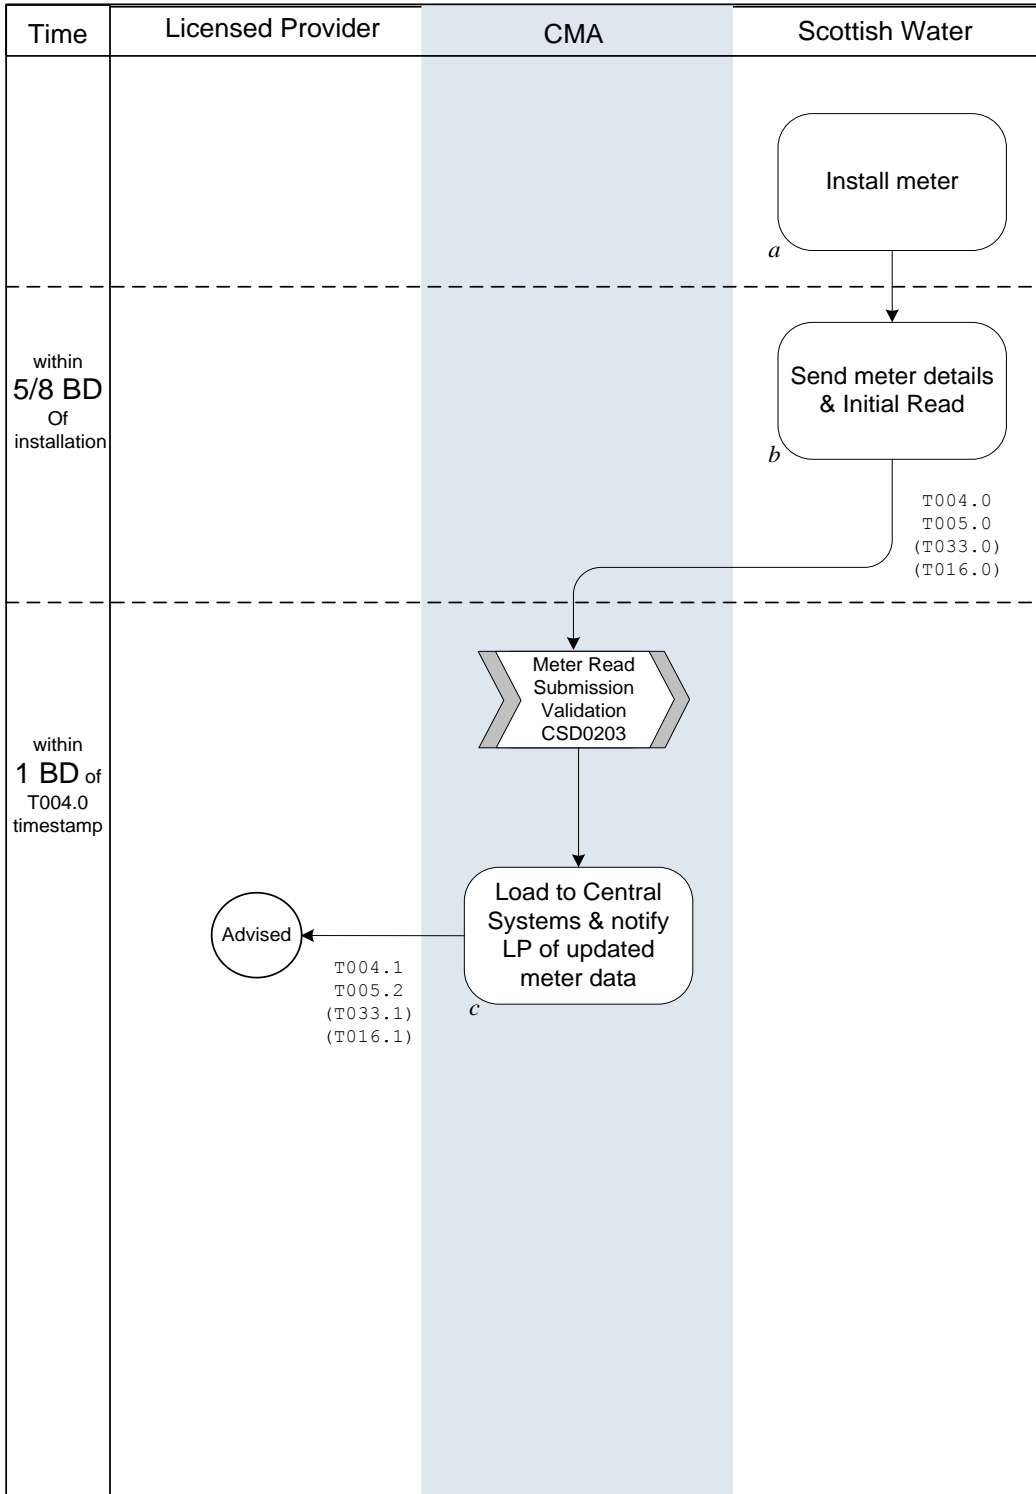 Time
Licensed Provider
CMA
Scottish Water
Install meter
a
within
5/8 BD
Of
installation
Send meter details
& Initial Read
b
T004.0
T005.0
(T033.0)
(T016.0)
within
1 BD of
T004.0
timestamp
Meter Read
Submission
Validation
CSD0203
Load to Central
Systems & notify
LP of updated
meter data
c
Advised
T004.1
T005.2
(T033.1)
(T016.1)